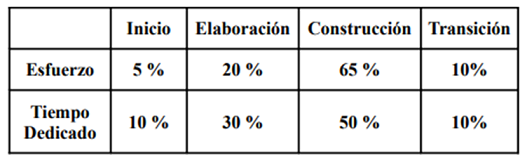 Inicio Elaboración Construcción Transición
Esfuerzo 5 % 20 % 65 % 10%
Tiempo
Dedicado 10 % 30 % 50 % 10%